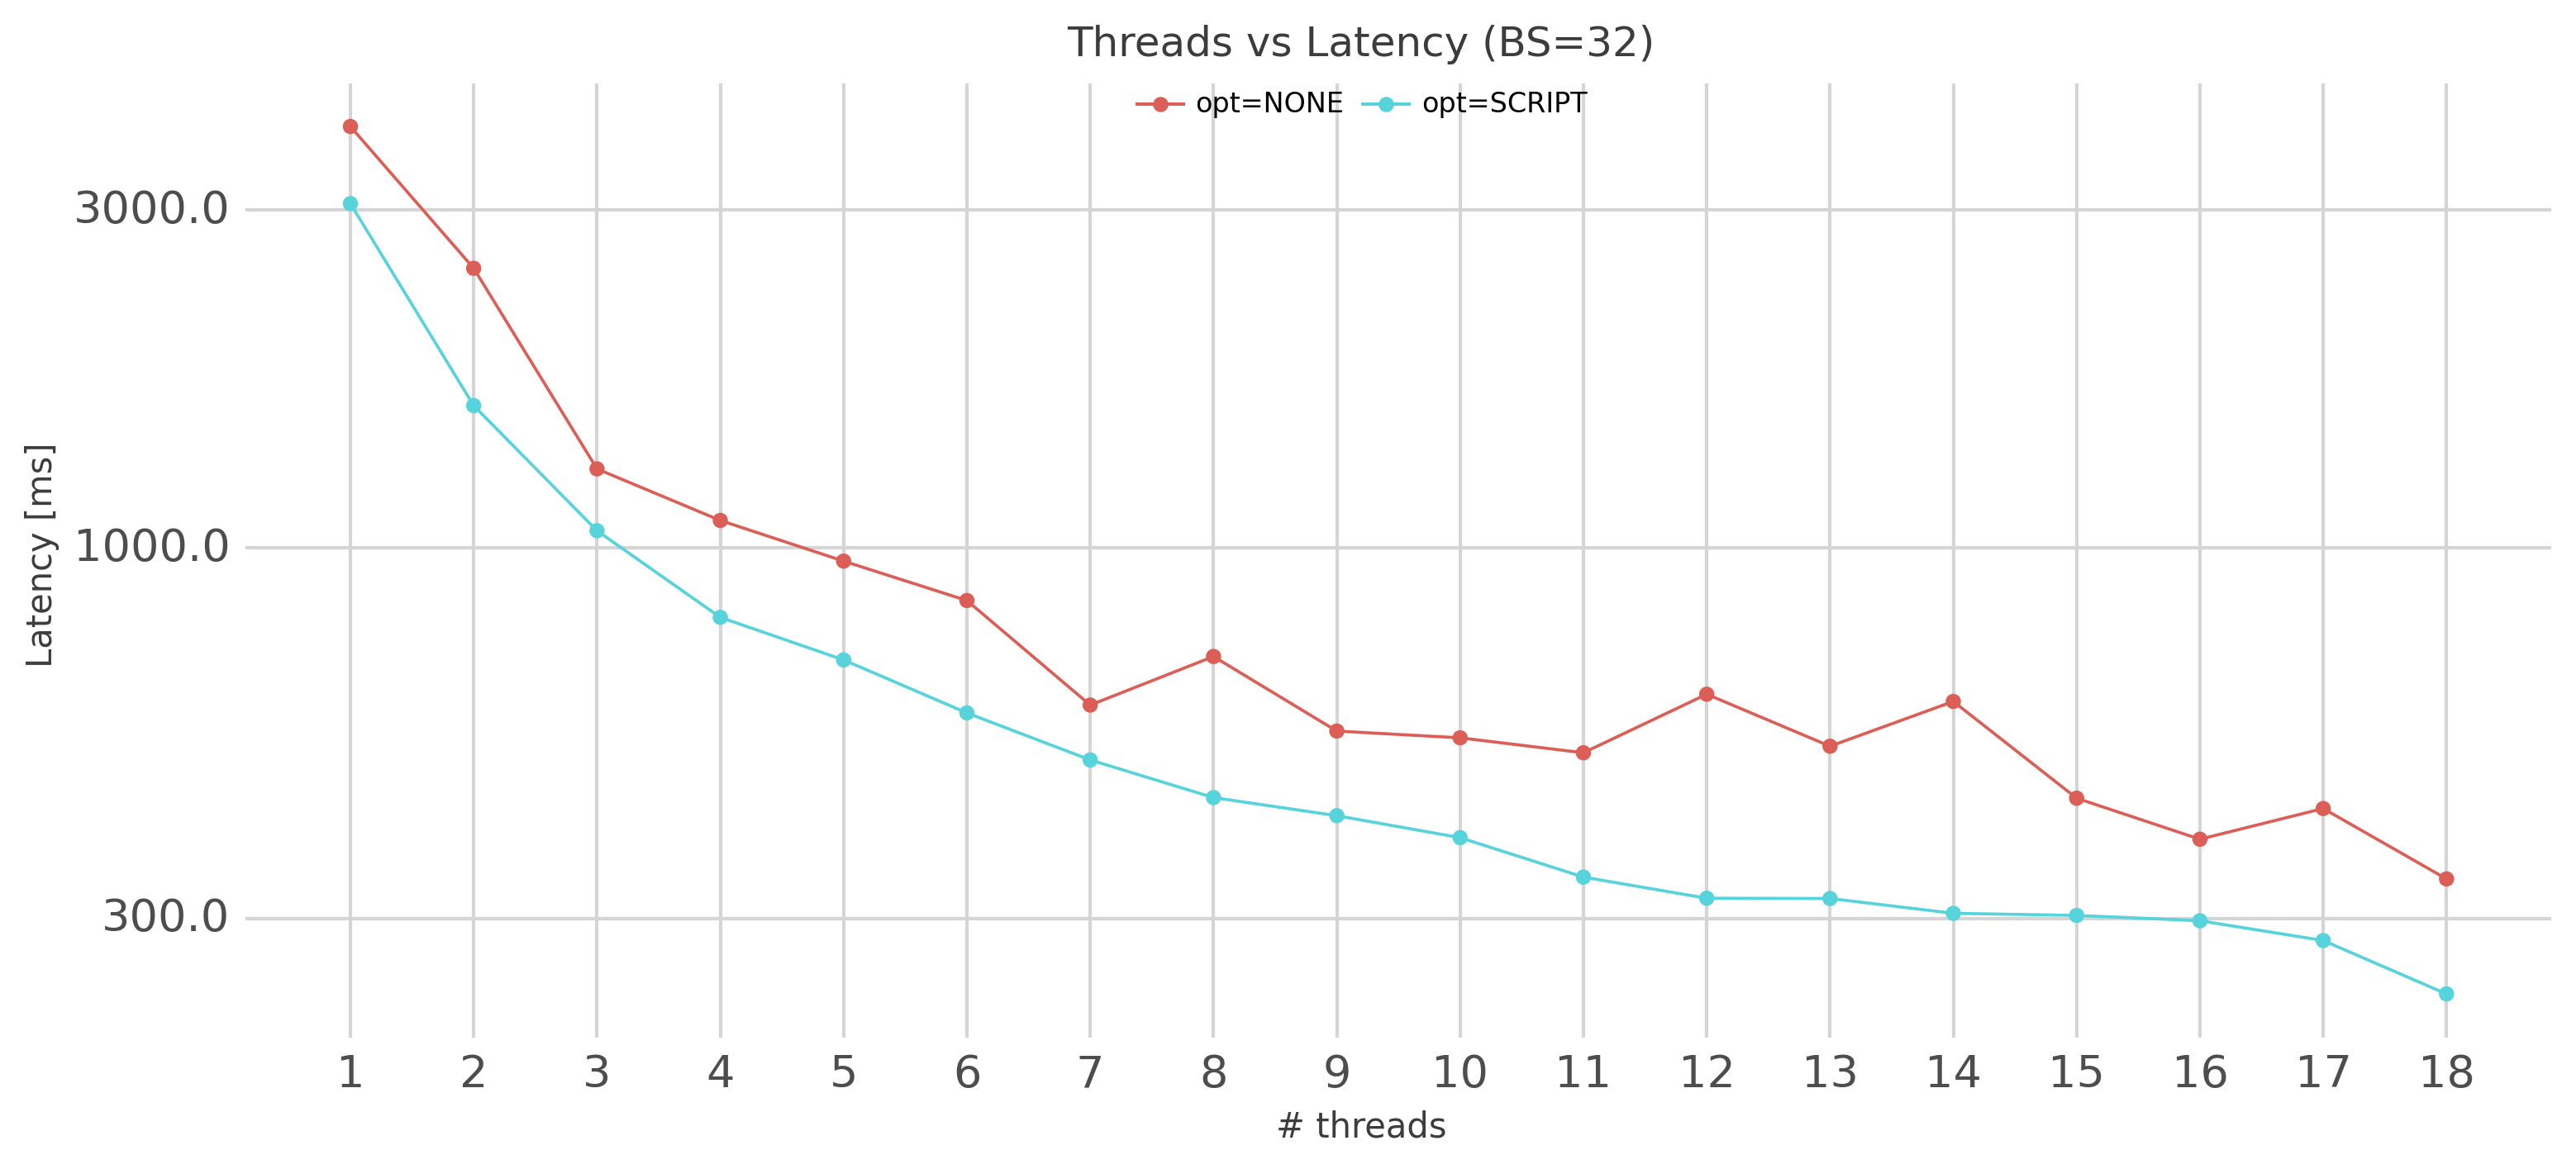 Threads vs Latency (BS=32)
opt=NONE opt=SCRIPT
3000.0
1000.0
300.0
Latency [ms]
1 2 3 4 5 6 7 8 9 10 11 12 13 14 15 16 17 18
# threads